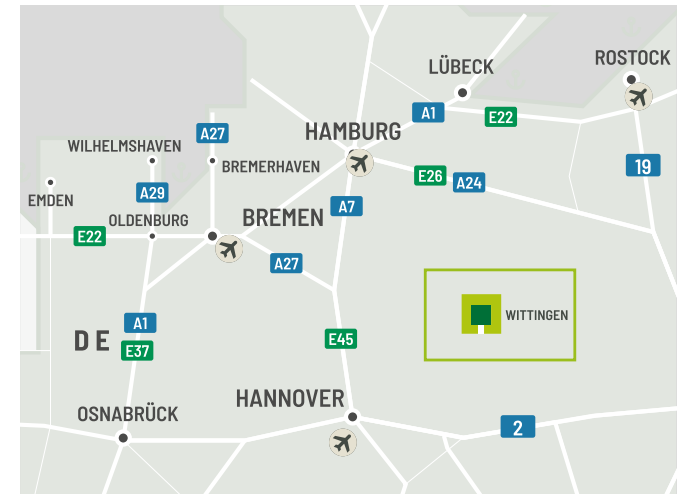 ROSTOCK
LÜBECK
A1
E22
HAMBURG
A27
WILHELMSHAVEN
BREMERHAVEN
19
E26
A24
EMDEN
A29
A7
OLDENBURG
BREMEN
E22
A27
WITTINGEN
A1
DE
E45
E37
HANNOVER
OSNABRÜCK
2